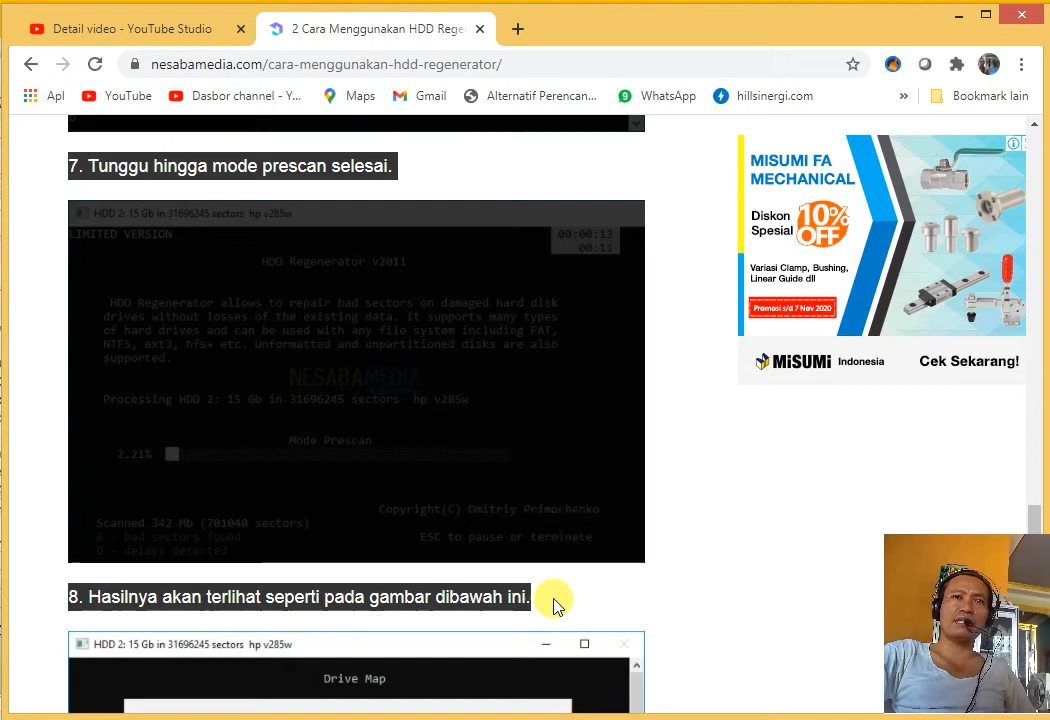 Detail video - YouTube Studio
2 Cara Menggunakan HDD Rege
nesabamedia.com/cara-menggunakan-hdd-regenerator/
Apl
YouTube
Dasbor channel - Y...
Maps
Gmail
Alternatif Perencan...
WhatsApp
hillsinergi.com
»
Bookmark lain
7. Tunggu hingga mode prescan selesai.
HDD 2: 15 Gb in 31696245 sectors hp v285w
LIMITED VERSION
00:00:13
00:11
HDD Regenerator v2011
HDD Regenerator allows to repair bad sectors on damaged hard disk
drives without losses of the existing data. It supports many types
of hard drives and can be used with any file system including FAT,
NTFS, ext3, hfs+ etc. Unformatted and unpartitioned disks are also
supported.
NESABAMEDIA
Processing HDD 2: 15 Gb in 31696245 sectors hp v285w
Mode Prescan
2.21%
Copyright(C) Dmitriy Primochenko
Scanned 342 Mb (701040 sectors)
bad sectors found
ESC to pause or terminate
0 - delays detected
8. Hasilnya akan terlihat seperti pada gambar dibawah ini.
HDD 2: 15 Gb in 31696245 sectors hp v285w
Drive Map
MISUMI FA
MECHANICAL
Diskon
Spesial
10%
OFF
Variasi Clamp, Bushing,
Linear Guide dll
Promosi s/d 7 Nov 2020
MiSUMi Indonesia
Cek Sekarang!